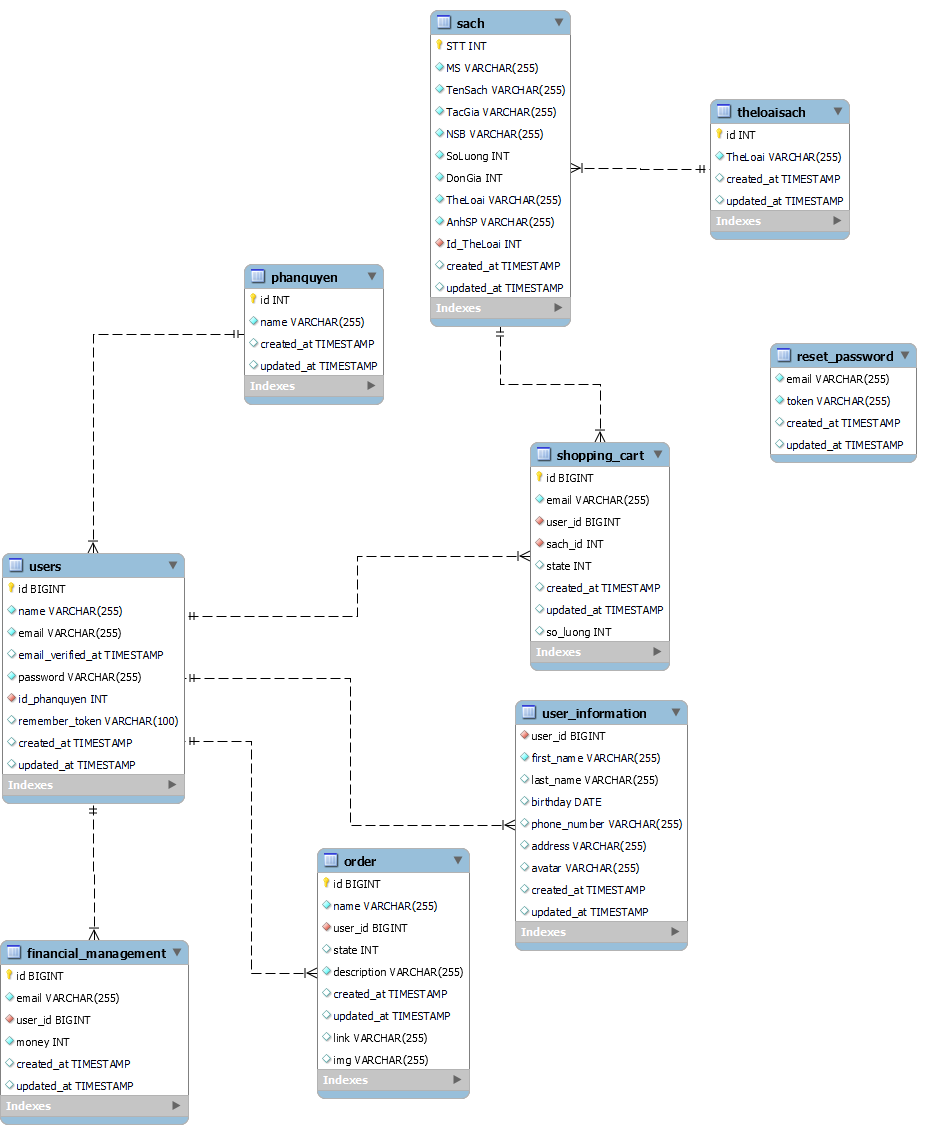 sach
STT INT
MS VARCHAR(255)
TenSach VARCHAR(255)
TacGia VARCHAR(255)
NSB VARCHAR(255)
SoLuong INT
DonGia INT
TheLoai VARCHAR(255)
AnhSP VARCHAR(255)
Id_TheLoai INT
created_at TIMESTAMP
updated_at TIMESTAMP
Indexes
theloaisach
id INT
TheLoai VARCHAR(255)
created_at TIMESTAMP
updated_at TIMESTAMP
Indexes
phanquyen
id INT
name VARCHAR(255)
created_at TIMESTAMP
updated_at TIMESTAMP
Indexes
reset_password
email VARCHAR(255)
token VARCHAR(255)
created_at TIMESTAMP
updated_at TIMESTAMP
shopping_cart
id BIGINT
email VARCHAR(255)
user_id BIGINT
sach_id INT
state INT
created_at TIMESTAMP
updated_at TIMESTAMP
so_luong INT
Indexes
users
id BIGINT
name VARCHAR(255)
email VARCHAR(255)
email_verified_at TIMESTAMP
password VARCHAR(255)
id_phanquyen INT
remember_token VARCHAR(100)
created_at TIMESTAMP
updated_at TIMESTAMP
Indexes
user_information
user_id BIGINT
first_name VARCHAR(255)
last_name VARCHAR(255)
birthday DATE
phone_number VARCHAR(255)
address VARCHAR(255)
avatar VARCHAR(255)
created_at TIMESTAMP
updated_at TIMESTAMP
Indexes
order
id BIGINT
name VARCHAR(255)
user_id BIGINT
state INT
description VARCHAR(255)
created_at TIMESTAMP
updated_at TIMESTAMP
link VARCHAR(255)
img VARCHAR(255)
Indexes
financial_management
id BIGINT
email VARCHAR(255)
user_id BIGINT
money INT
created_at TIMESTAMP
updated_at TIMESTAMP
Indexes